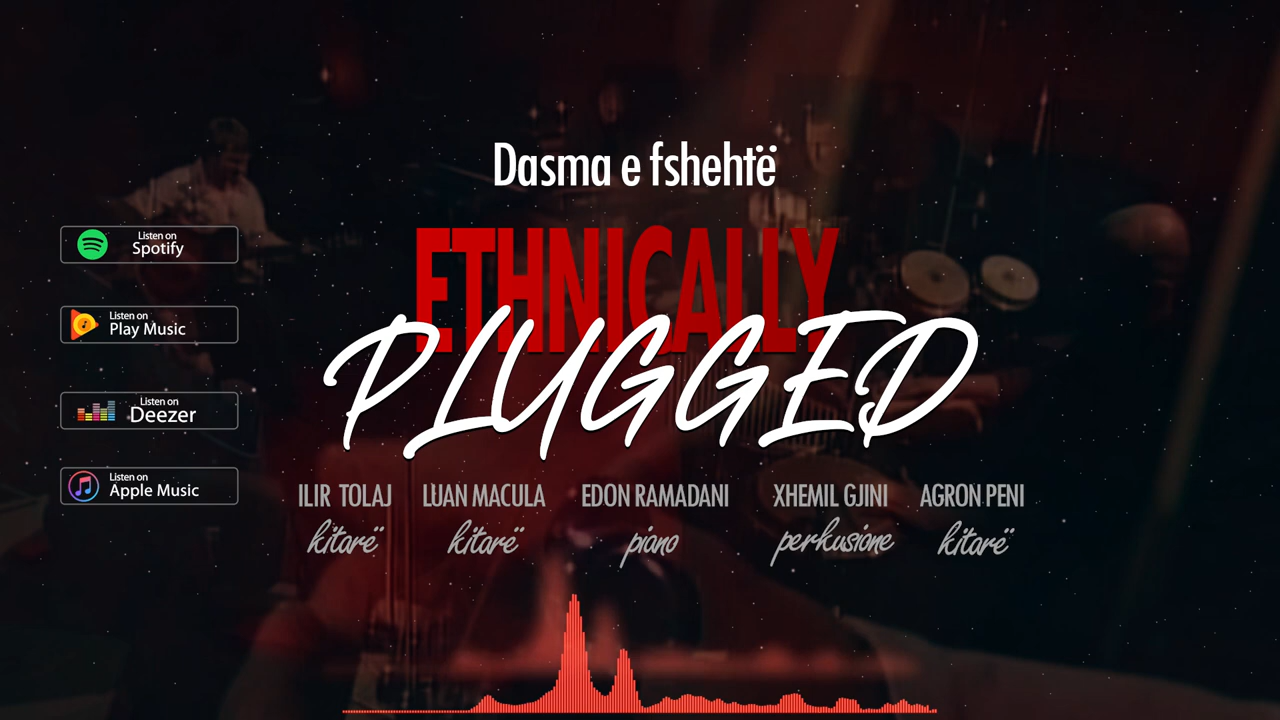 Dasma e fshehtë
ETHNICALLY
PLUGGED
Listen on
Spotify
Listen on
Play Music
Listen on
Deezer
Listen on
Apple Music
ILIR TOLAJ
kitarë
LUAN MACULA
kitarë
EDON RAMADANI
piano
XHEMIL GJINI
perkusione
AGRON PENI
kitarë